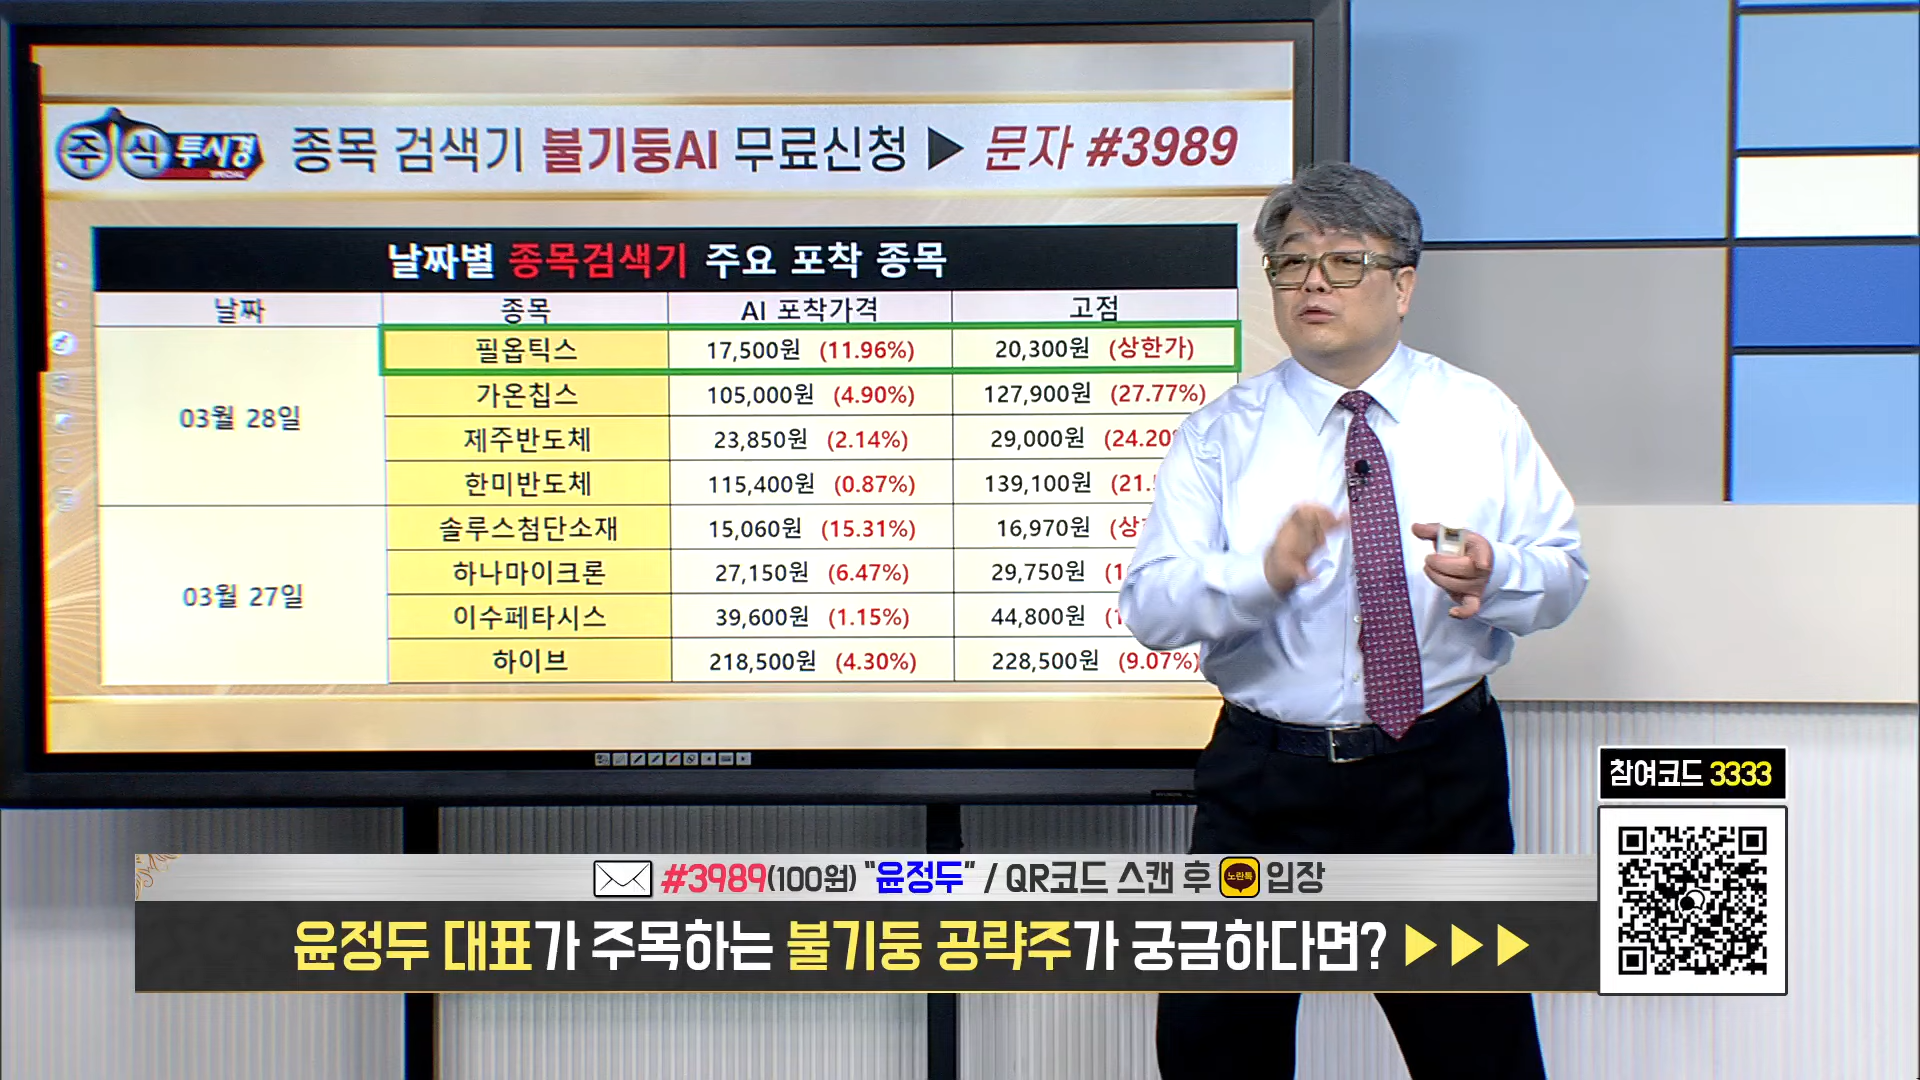 주식투시경 SPECIAL 종목 검색기 불기둥AI 무료신청 ▶ 문자 #3989
날짜별 종목검색기 주요 포착 종목
날짜 종목 AI 포착가격 고점
03월 28일 필옵틱스 17,500원 (11.96%) 20,300원 (상한가)
가온칩스 105,000원 (4.90%) 127,900원 (27.77%)
제주반도체 23,850원 (2.14%) 29,000원 (24.20
한미반도체 115,400원 (0.87%) 139,100원 (21.
03월 27일 솔루스첨단소재 15,060원 (15.31%) 16,970원
하나마이크론 27,150원 (6.47%) 29,750원
이수페타시스 39,600원 (1.15%) 44,800원
하이브 218,500원 (4.30%) 228,500원 (9.07%)
참여코드 3333
#3989(100원) "윤정두" / QR코드 스캔 후 노란톡 입장
윤정두 대표가 주목하는 불기둥 공략주가 궁금하다면? ▶▶▶